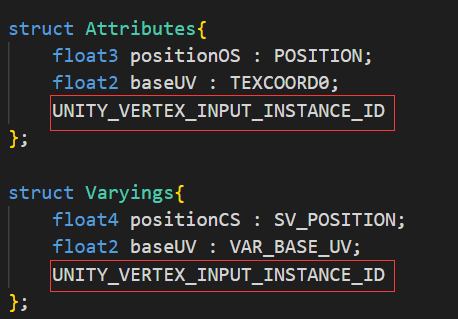 struct Attributes{
float3 positionOS : POSITION;
float2 baseUV : TEXCOORD0;
UNITY_VERTEX_INPUT_INSTANCE_ID
};
struct Varyings{
float4 positionCS : SV_POSITION;
float2 baseUV : VAR_BASE_UV;
UNITY_VERTEX_INPUT_INSTANCE_ID
};